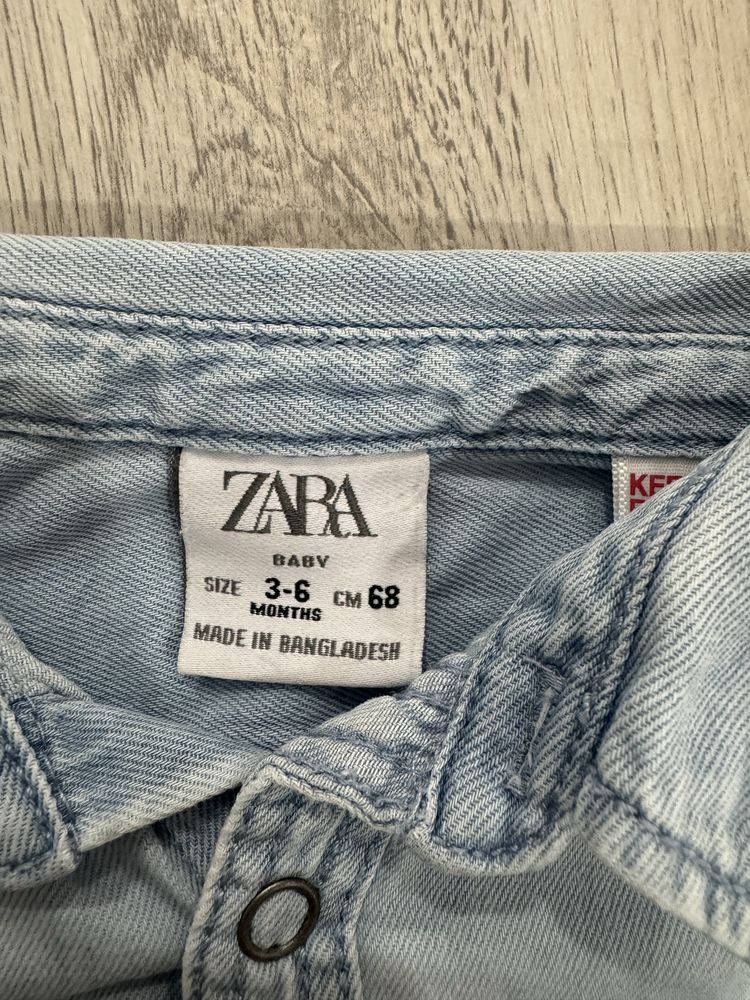 ZARA
BABY
SIZE 3-6 CM 68
MONTHS
MADE IN BANGLADESH